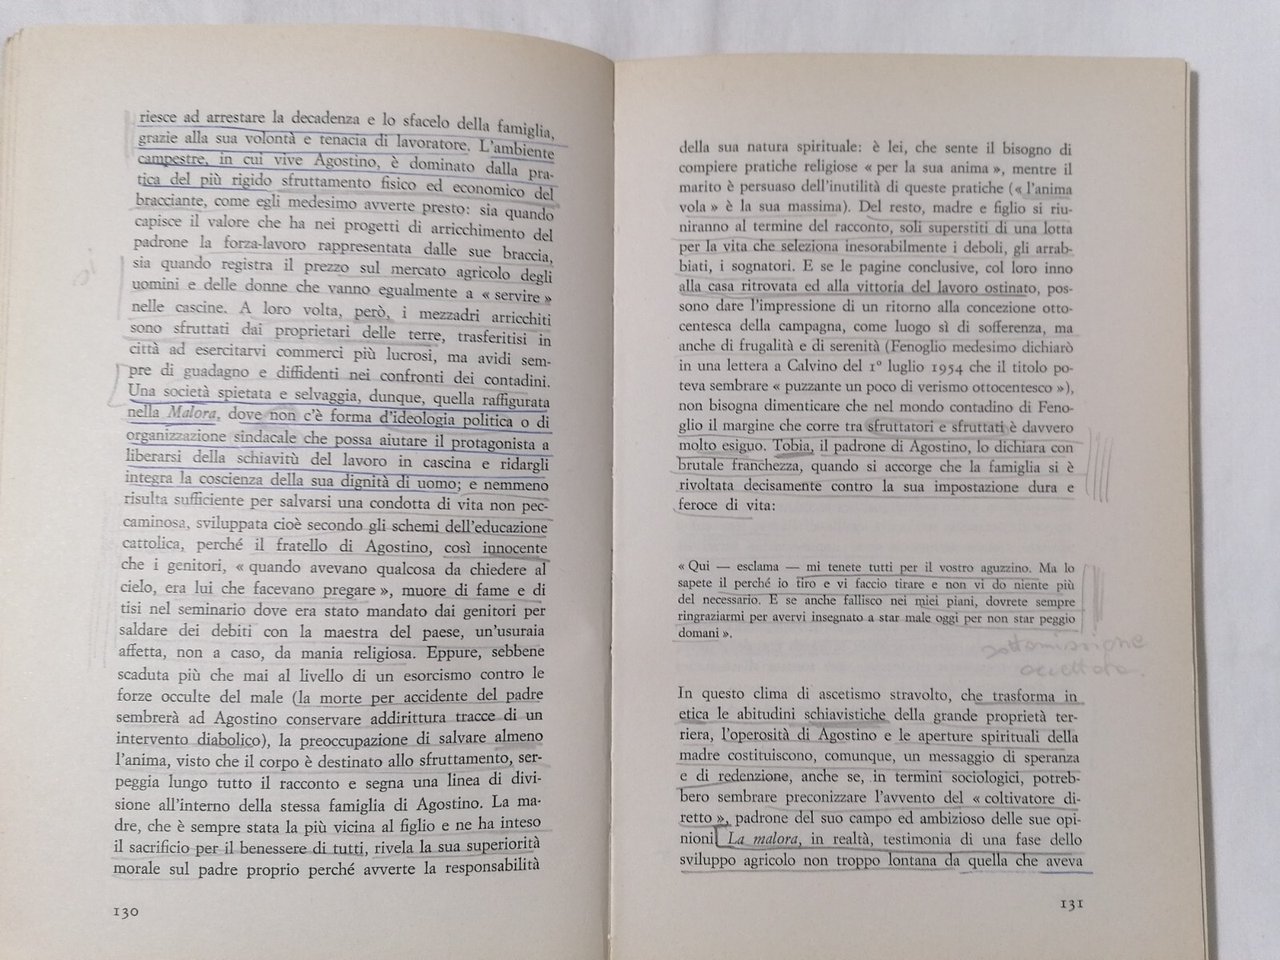 riesce ad arrestare la decadenza e lo sfacelo della famiglia,
grazie alla sua volontà e tenacia di lavoratore. L'ambiente
campestre, in cui vive Agostino, è dominato dalla pra-
tica del più rigido sfruttamento fisico ed economico del
bracciante, come egli medesimo avverte presto: sia quando
capisce il valore che ha nei progetti di arricchimento del
padrone la forza-lavoro rappresentata dalle sue braccia,
sia quando registra il prezzo sul mercato agricolo degli
uomini e delle donne che vanno egualmente a « servire »
nelle cascine. A loro volta, però, i mezzadri arricchiti
sono sfruttati dai proprietari delle terre, trasferitisi in
città ad esercitarvi commerci più lucrosi, ma avidi sem-
pre di guadagno e diffidenti nei confronti dei contadini.
Una società spietata e selvaggia, dunque, quella raffigurata
nella Malora, dove non c'è forma d'ideologia politica o di
organizzazione sindacale che possa aiutare il protagonista a
liberarsi della schiavitù del lavoro in cascina e ridargli
integra la coscienza della sua dignità di uomo; e nemmeno
risulta sufficiente per salvarsi una condotta di vita non pec-
caminosa, sviluppata cioè secondo gli schemi dell'educazione
cattolica, perché il fratello di Agostino, così innocente
che i genitori, « quando avevano qualcosa da chiedere al
cielo, era lui che facevano pregare », muore di fame e di
tisi nel seminario dove era stato mandato dai genitori per
saldare dei debiti con la maestra del paese, un'usuraia
affetta, non a caso, da mania religiosa. Eppure, sebbene
scaduta più che mai al livello di un esorcismo contro le
forze occulte del male (la morte per accidente del padre
sembrerà ad Agostino conservare addirittura tracce di un
intervento diabolico), la preoccupazione di salvare almeno
l'anima, visto che il corpo è destinato allo sfruttamento, ser-
peggia lungo tutto il racconto e segna una linea di divi-
sione all'interno della stessa famiglia di Agostino. La ma-
dre, che è sempre stata la più vicina al figlio e ne ha inteso
il sacrificio per il benessere di tutti, rivela la sua superiorità
morale sul padre proprio perché avverte la responsabilità
130
della sua natura spirituale: è lei, che sente il bisogno di
compiere pratiche religiose « per la sua anima », mentre il
marito è persuaso dell'inutilità di queste pratiche (« l'anima
vola » è la sua massima). Del resto, madre e figlio si riu-
niranno al termine del racconto, soli superstiti di una lotta
per la vita che seleziona inesorabilmente i deboli, gli arrab-
biati, i sognatori. E se le pagine conclusive, col loro inno
alla casa ritrovata ed alla vittoria del lavoro ostinato, pos-
sono dare l'impressione di un ritorno alla concezione otto-
centesca della campagna, come luogo sì di sofferenza, ma
anche di frugalità e di serenità (Fenoglio medesimo dichiarò
in una lettera a Calvino del 1° luglio 1954 che il titolo po-
teva sembrare « puzzante un poco di verismo ottocentesco »),
non bisogna dimenticare che nel mondo contadino di Feno-
glio il margine che corre tra sfruttatori e sfruttati è davvero
molto esiguo. Tobia, il padrone di Agostino, lo dichiara con
brutale franchezza, quando si accorge che la famiglia si è
rivoltata decisamente contro la sua impostazione dura e
feroce di vita:
« Qui — esclama — mi tenete tutti per il vostro aguzzino. Ma lo
sapete il perché io tiro e vi faccio tirare e non vi do niente più
del necessario. E se anche fallisco nei miei piani, dovrete sempre
ringraziarmi per avervi insegnato a star male oggi per non star peggio
domani ».
sottomissione
accettata.
In questo clima di ascetismo stravolto, che trasforma in
etica le abitudini schiavistiche della grande proprietà ter-
riera, l'operosità di Agostino e le aperture spirituali della
madre costituiscono, comunque, un messaggio di speranza
e di redenzione, anche se, in termini sociologici, potreb-
bero sembrare preconizzare l'avvento del « coltivatore di-
retto », padrone del suo campo ed ambizioso delle sue opi-
nioni. La malora, in realtà, testimonia di una fase dello
sviluppo agricolo non troppo lontana da quella che aveva
131